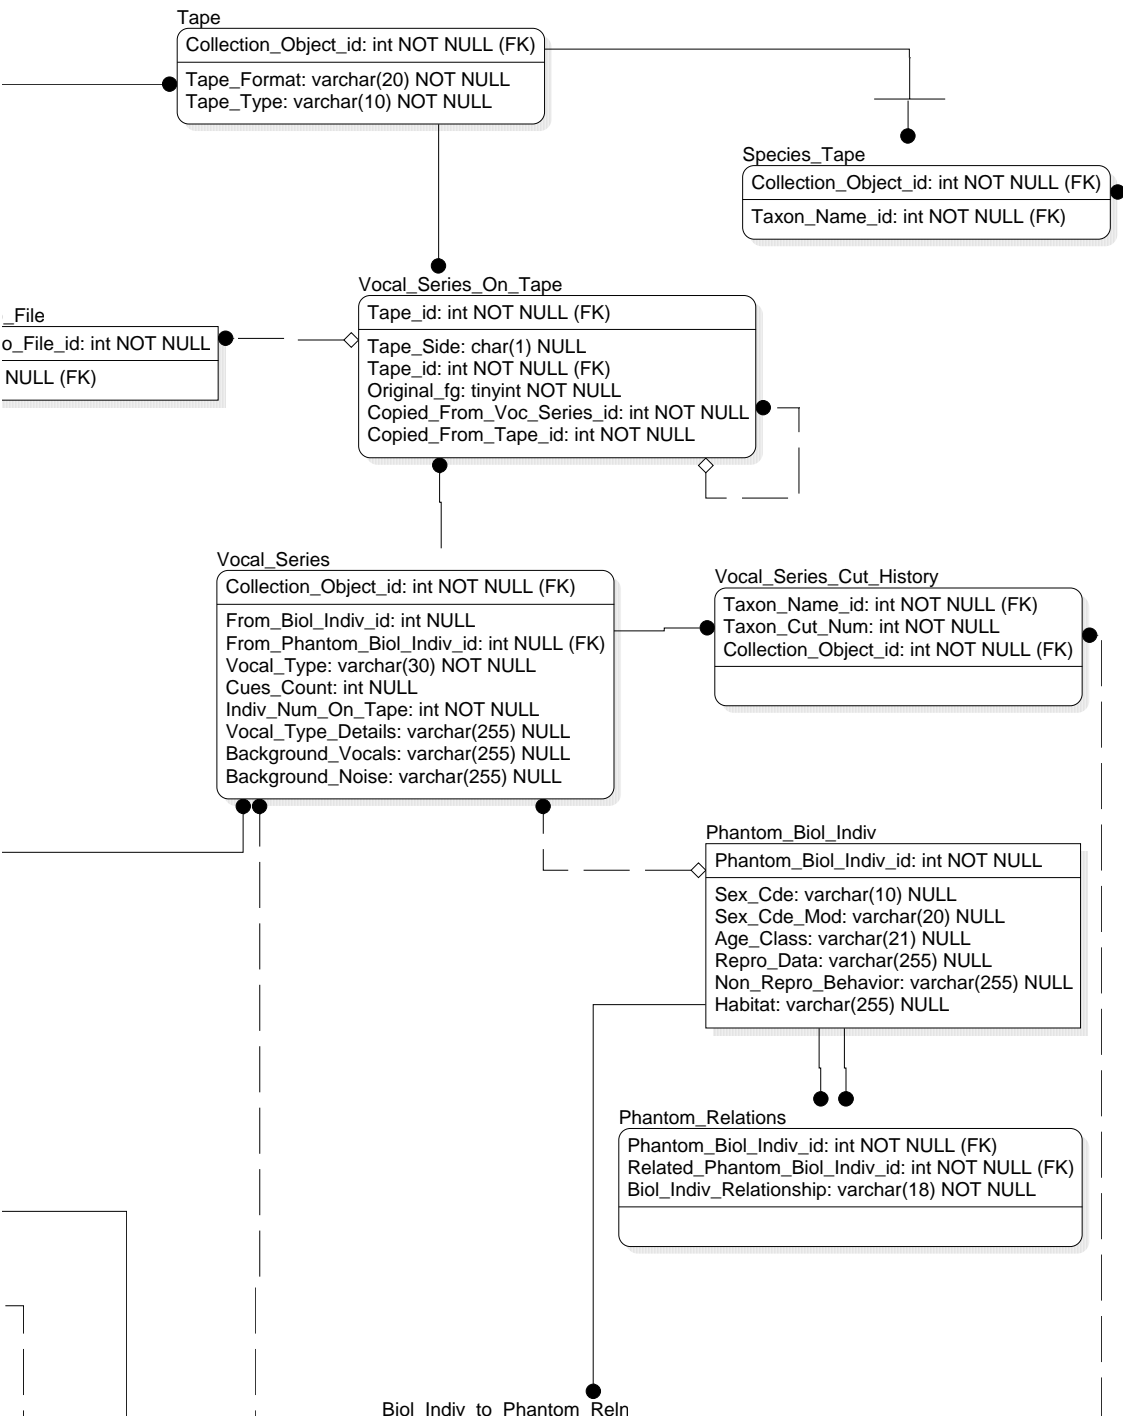 Tape
Collection_Object_id: int NOT NULL (FK)
Tape_Format: varchar(20) NOT NULL
Tape_Type: varchar(10) NOT NULL
Species_Tape
Collection_Object_id: int NOT NULL (FK)
Taxon_Name_id: int NOT NULL (FK)
Vocal_Series_On_Tape
Tape_id: int NOT NULL (FK)
Tape_Side: char(1) NULL
Tape_id: int NOT NULL (FK)
Original_fg: tinyint NOT NULL
Copied_From_Voc_Series_id: int NOT NULL
Copied_From_Tape_id: int NOT NULL
_File
o_File_id: int NOT NULL
NULL (FK)
Vocal_Series
Collection_Object_id: int NOT NULL (FK)
From_Biol_Indiv_id: int NULL
From_Phantom_Biol_Indiv_id: int NULL (FK)
Vocal_Type: varchar(30) NOT NULL
Cues_Count: int NULL
Indiv_Num_On_Tape: int NOT NULL
Vocal_Type_Details: varchar(255) NULL
Background_Vocals: varchar(255) NULL
Background_Noise: varchar(255) NULL
Vocal_Series_Cut_History
Taxon_Name_id: int NOT NULL (FK)
Taxon_Cut_Num: int NOT NULL
Collection_Object_id: int NOT NULL (FK)
Phantom_Biol_Indiv
Phantom_Biol_Indiv_id: int NOT NULL
Sex_Cde: varchar(10) NULL
Sex_Cde_Mod: varchar(20) NULL
Age_Class: varchar(21) NULL
Repro_Data: varchar(255) NULL
Non_Repro_Behavior: varchar(255) NULL
Habitat: varchar(255) NULL
Phantom_Relations
Phantom_Biol_Indiv_id: int NOT NULL (FK)
Related_Phantom_Biol_Indiv_id: int NOT NULL (FK)
Biol_Indiv_Relationship: varchar(18) NOT NULL
Biol_Indiv_to_Phantom_Reln